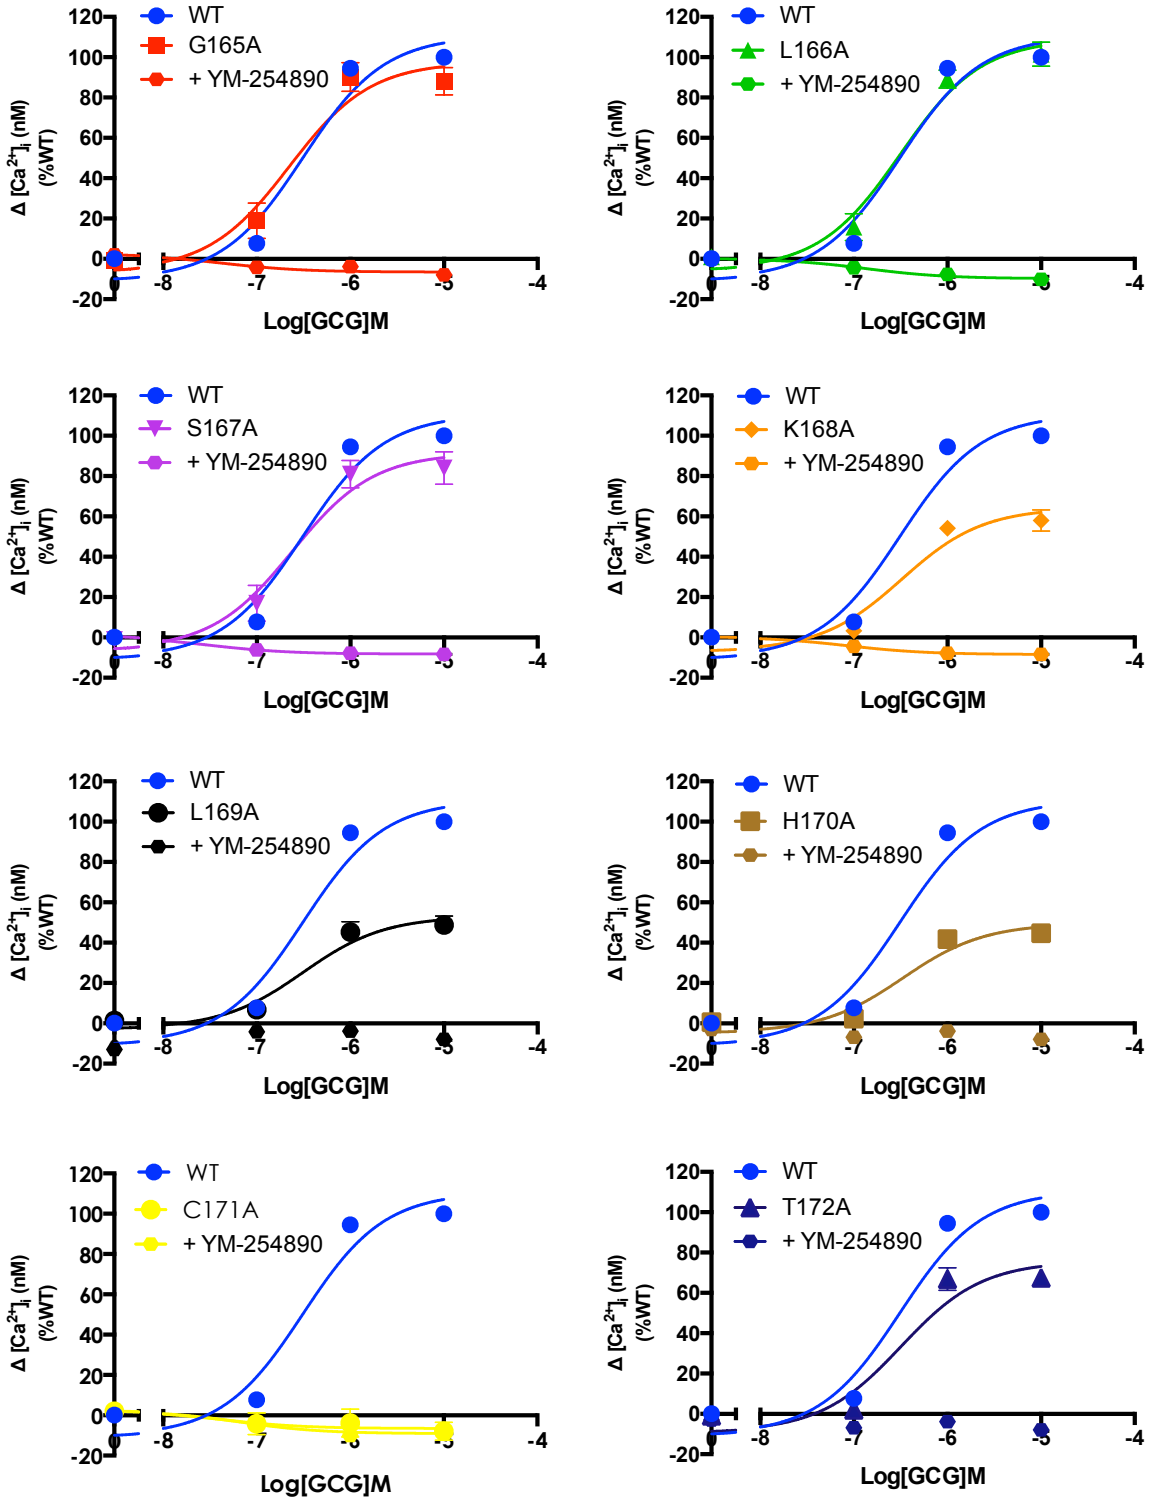 WT
G165A
+ YM-254890
120
100
80
60
40
20
0
-20
Δ [Ca²⁺]ᵢ (nM)
(%WT)
0 -8 -7 -6 -5 -4
Log[GCG]M
WT
L166A
+ YM-254890
120
100
80
60
40
20
0
-20
Δ [Ca²⁺]ᵢ (nM)
(%WT)
0 -8 -7 -6 -5 -4
Log[GCG]M
WT
S167A
+ YM-254890
120
100
80
60
40
20
0
-20
Δ [Ca²⁺]ᵢ (nM)
(%WT)
0 -8 -7 -6 -5 -4
Log[GCG]M
WT
K168A
+ YM-254890
120
100
80
60
40
20
0
-20
Δ [Ca²⁺]ᵢ (nM)
(%WT)
0 -8 -7 -6 -5 -4
Log[GCG]M
WT
L169A
+ YM-254890
120
100
80
60
40
20
0
-20
Δ [Ca²⁺]ᵢ (nM)
(%WT)
0 -8 -7 -6 -5 -4
Log[GCG]M
WT
H170A
+ YM-254890
120
100
80
60
40
20
0
-20
Δ [Ca²⁺]ᵢ (nM)
(%WT)
0 -8 -7 -6 -5 -4
Log[GCG]M
WT
C171A
+ YM-254890
120
100
80
60
40
20
0
-20
Δ [Ca²⁺]ᵢ (nM)
(%WT)
0 -8 -7 -6 -5 -4
Log[GCG]M
WT
T172A
+ YM-254890
120
100
80
60
40
20
0
-20
Δ [Ca²⁺]ᵢ (nM)
(%WT)
0 -8 -7 -6 -5 -4
Log[GCG]M